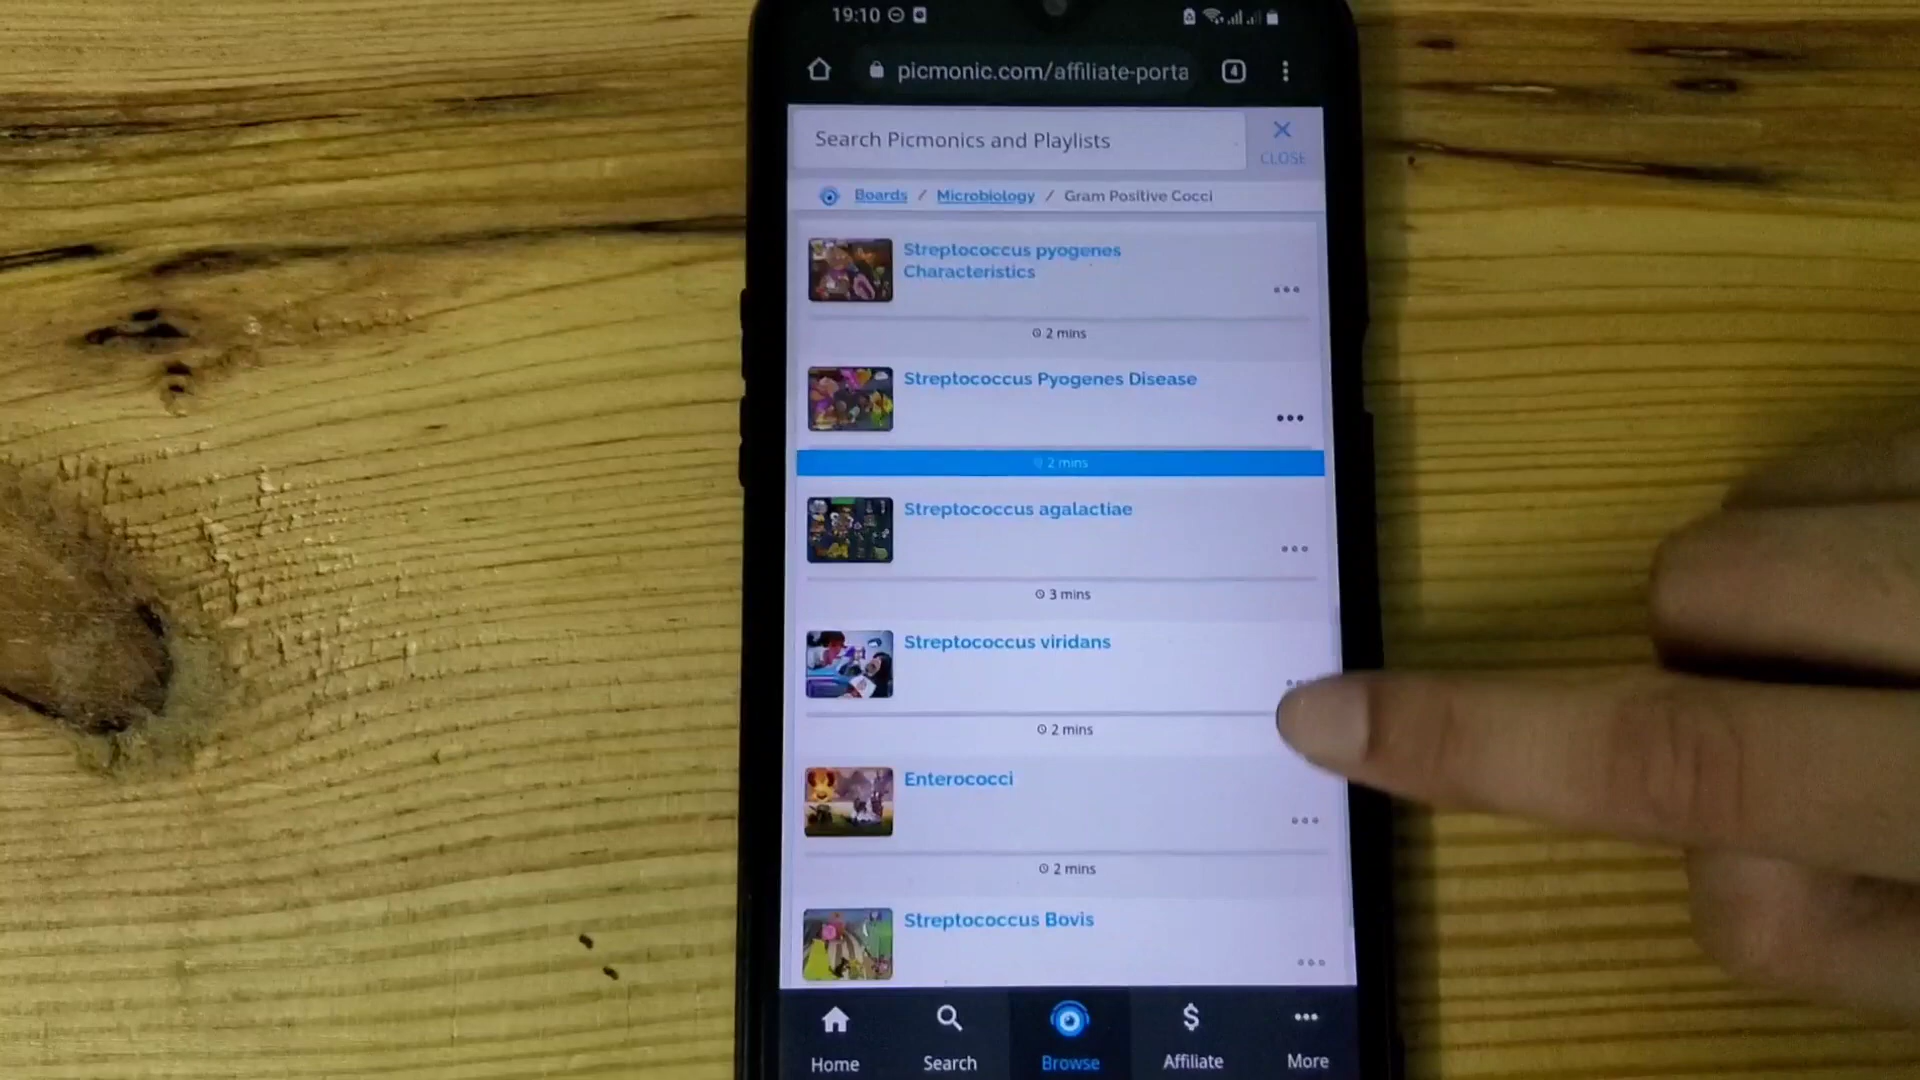 19:10
picmonic.com/affiliate-porta
4
Search Picmonics and Playlists
CLOSE
Boards / Microbiology / Gram Positive Cocci
Streptococcus pyogenes
Characteristics
2 mins
Streptococcus Pyogenes Disease
2 mins
Streptococcus agalactiae
3 mins
Streptococcus viridans
2 mins
Enterococci
2 mins
Streptococcus Bovis
Home
Search
Browse
Affiliate
More